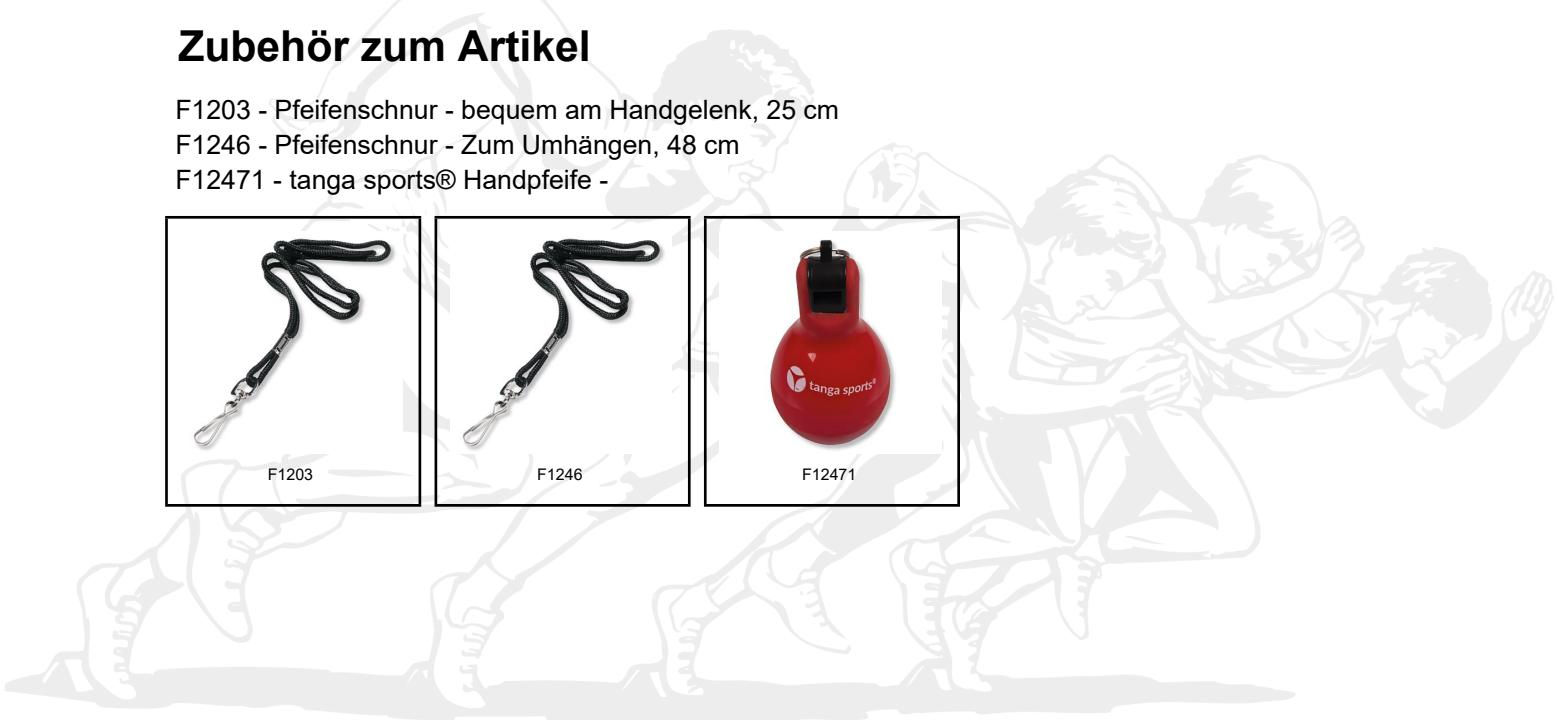 Zubehör zum Artikel
F1203 - Pfeifenschnur - bequem am Handgelenk, 25 cm
F1246 - Pfeifenschnur - Zum Umhängen, 48 cm
F12471 - tanga sports® Handpfeife -
tanga sports®
F1203
F1246
F12471